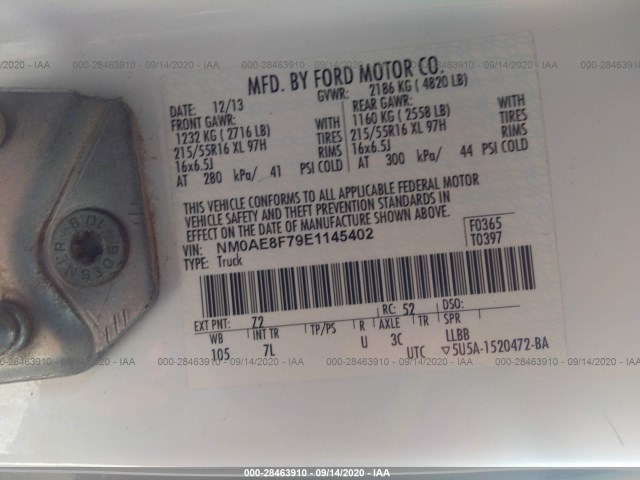 000-28463910 - 09/14/2020 - IAA
MFD. BY FORD MOTOR CO.
DATE: 12/13
GVWR: 2186 KG ( 4820 LB)
FRONT GAWR:
1232 KG ( 2716 LB) WITH
215/55R16 XL 97H TIRES
16x6.5J RIMS
AT 280 kPa/ 41 PSI COLD
REAR GAWR:
1160 KG ( 2558 LB) WITH
215/55R16 XL 97H TIRES
16x6.5J RIMS
AT 300 kPa/ 44 PSI COLD
THIS VEHICLE CONFORMS TO ALL APPLICABLE FEDERAL MOTOR
VEHICLE SAFETY AND THEFT PREVENTION STANDARDS IN
EFFECT ON THE DATE OF MANUFACTURE SHOWN ABOVE.
VIN: NM0AE8F79E1145402
TYPE: Truck
F0365
T0397
EXT PNT: Z2 RC: 52 DSO:
WB INT TR TP/PS R AXLE TR SPR
105 7L U 3C LLBB
UTC ▽5U5A-1520472-BA
10.9 BOESNER
000-28463910 - 09/14/2020 - IAA